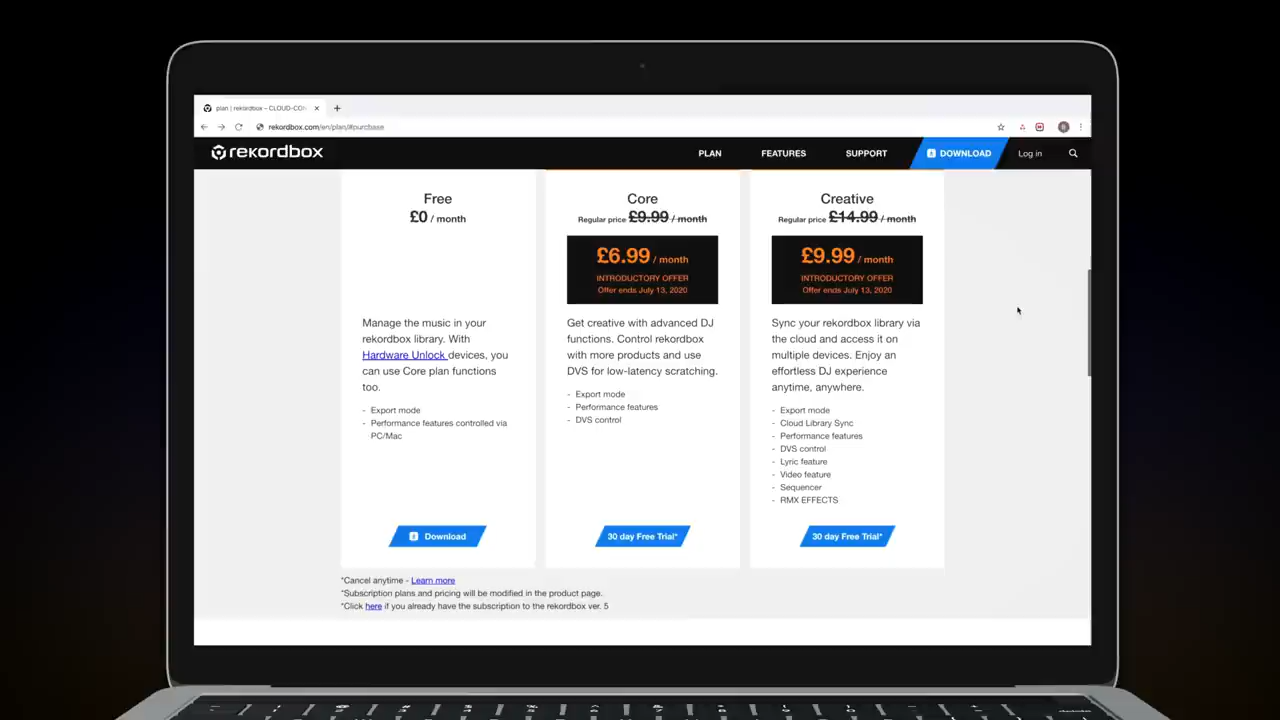 plan | rekordbox – CLOUD-CON
rekordbox.com/en/plan/#purchase
rekordbox
PLAN
FEATURES
SUPPORT
DOWNLOAD
Log in
Free
£0 / month
Manage the music in your
rekordbox library. With
Hardware Unlock devices, you
can use Core plan functions
too.
- Export mode
- Performance features controlled via
PC/Mac
Download
Core
Regular price £9.99 / month
£6.99 / month
INTRODUCTORY OFFER
Offer ends July 13, 2020
Get creative with advanced DJ
functions. Control rekordbox
with more products and use
DVS for low-latency scratching.
- Export mode
- Performance features
- DVS control
30 day Free Trial*
Creative
Regular price £14.99 / month
£9.99 / month
INTRODUCTORY OFFER
Offer ends July 13, 2020
Sync your rekordbox library via
the cloud and access it on
multiple devices. Enjoy an
effortless DJ experience
anytime, anywhere.
- Export mode
- Cloud Library Sync
- Performance features
- DVS control
- Lyric feature
- Video feature
- Sequencer
- RMX EFFECTS
30 day Free Trial*
*Cancel anytime - Learn more
*Subscription plans and pricing will be modified in the product page.
*Click here if you already have the subscription to the rekordbox ver. 5